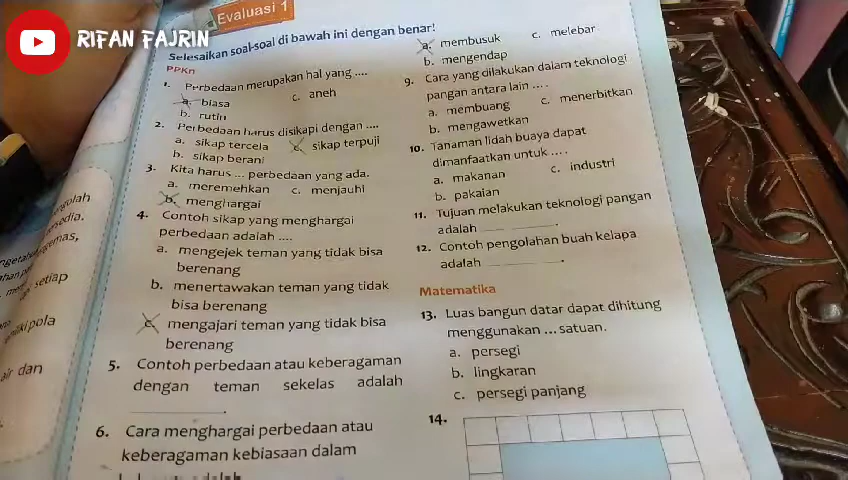 RIFAN FAJRIN
Evaluasi 1
Selesaikan soal-soal di bawah ini dengan benar!
PPKn
1. Perbedaan merupakan hal yang ....
a. biasa
c. aneh
b. rutin
2. Perbedaan harus disikapi dengan ....
a. sikap tercela
sikap terpuji
b. sikap berani
3. Kita harus ... perbedaan yang ada.
a. meremehkan
c. menjauhi
b. menghargai
4. Contoh sikap yang menghargai
perbedaan adalah ....
a. mengejek teman yang tidak bisa
berenang
b. menertawakan teman yang tidak
bisa berenang
c. mengajari teman yang tidak bisa
berenang
5. Contoh perbedaan atau keberagaman
dengan teman sekelas adalah
____________.
6. Cara menghargai perbedaan atau
keberagaman kebiasaan dalam
a. membusuk
c. melebar
b. mengendap
9. Cara yang dilakukan dalam teknologi
pangan antara lain ....
a. membuang
c. menerbitkan
b. mengawetkan
10. Tanaman lidah buaya dapat
dimanfaatkan untuk ....
a. makanan
c. industri
b. pakaian
11. Tujuan melakukan teknologi pangan
adalah ____________.
12. Contoh pengolahan buah kelapa
adalah ____________.
Matematika
13. Luas bangun datar dapat dihitung
menggunakan ... satuan.
a. persegi
b. lingkaran
c. persegi panjang
14.
setiap
air dan